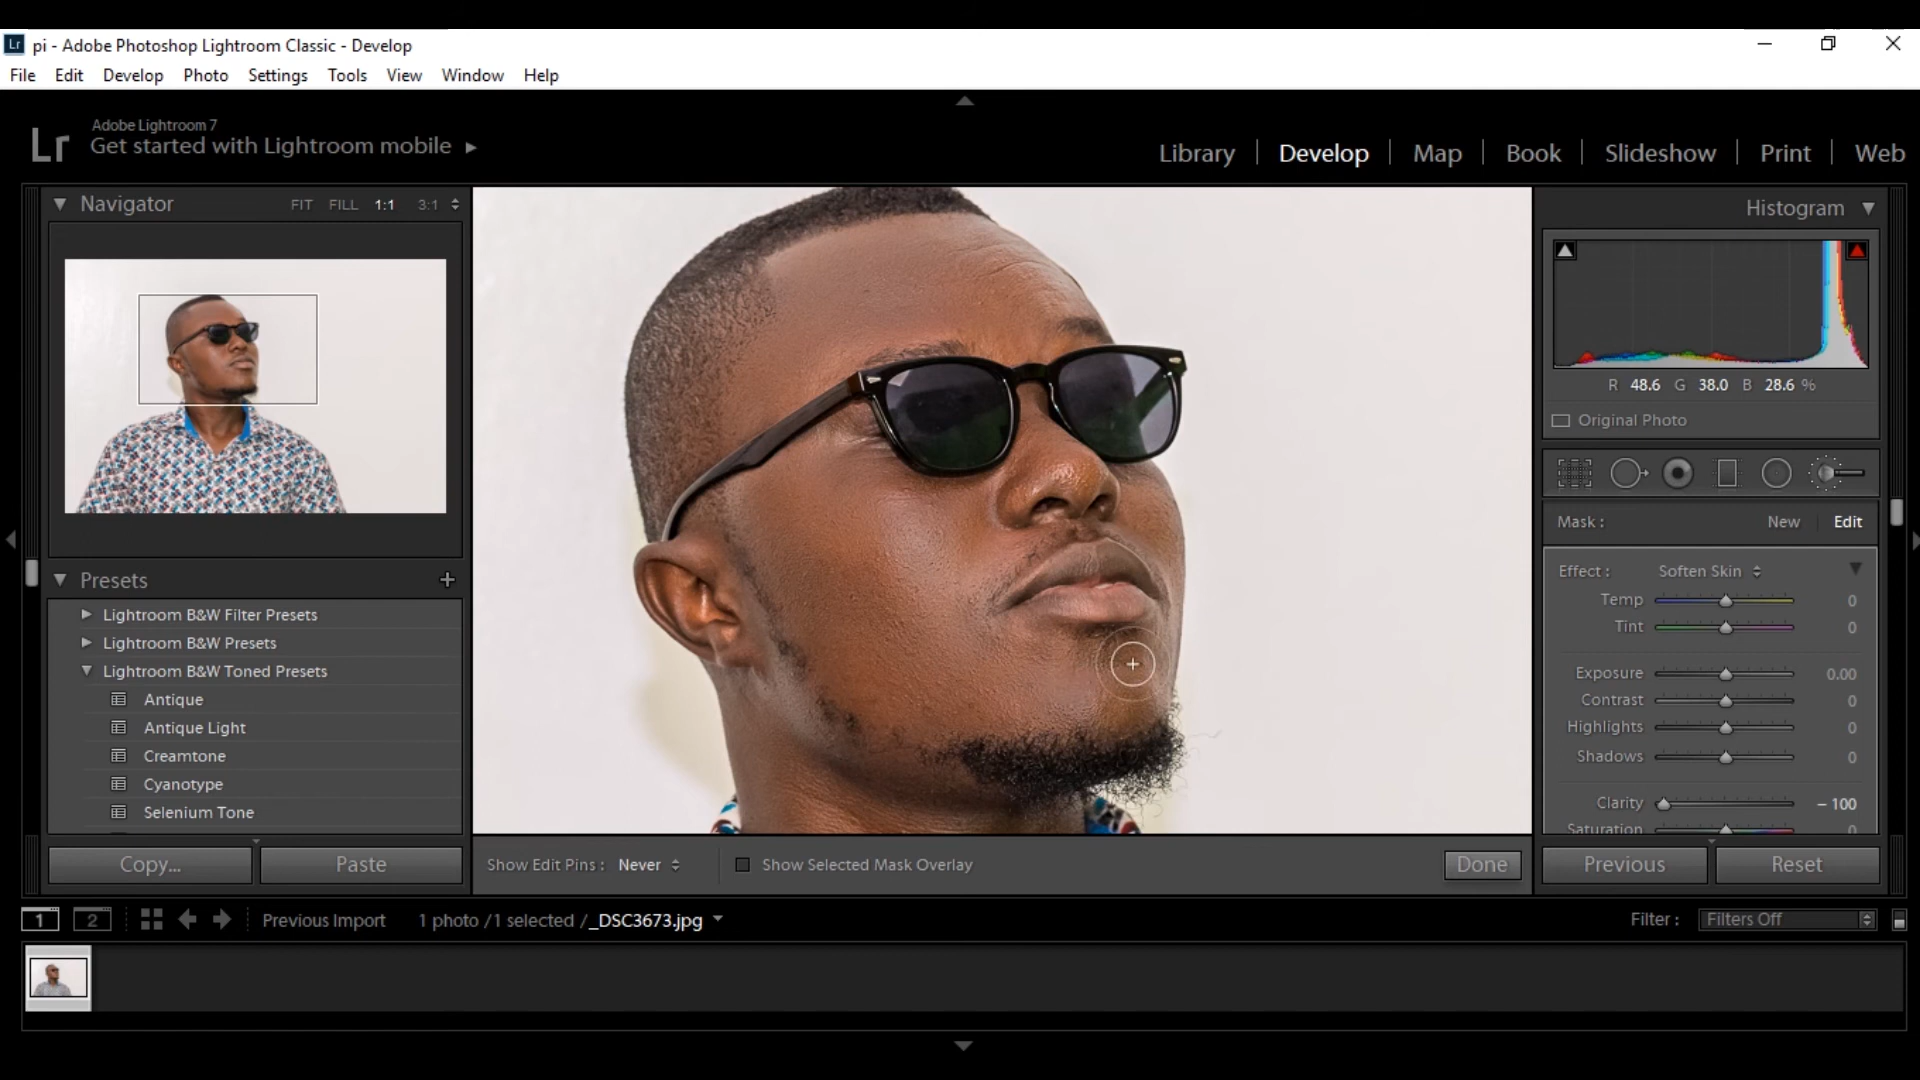 Lr pi - Adobe Photoshop Lightroom Classic - Develop
File Edit Develop Photo Settings Tools View Window Help
Lr
Adobe Lightroom 7
Get started with Lightroom mobile
Library Develop Map Book Slideshow Print Web
Navigator FIT FILL 1:1 3:1
Histogram
R 48.6 G 38.0 B 28.6 %
Original Photo
Mask : New Edit
Effect : Soften Skin
Temp 0
Tint 0
Exposure 0.00
Contrast 0
Highlights 0
Shadows 0
Clarity – 100
Saturation 0
Presets +
Lightroom B&W Filter Presets
Lightroom B&W Presets
Lightroom B&W Toned Presets
Antique
Antique Light
Creamtone
Cyanotype
Selenium Tone
Copy... Paste
Show Edit Pins : Never Show Selected Mask Overlay Done
Previous Reset
1 2 Previous Import 1 photo /1 selected /_DSC3673.jpg Filter : Filters Off